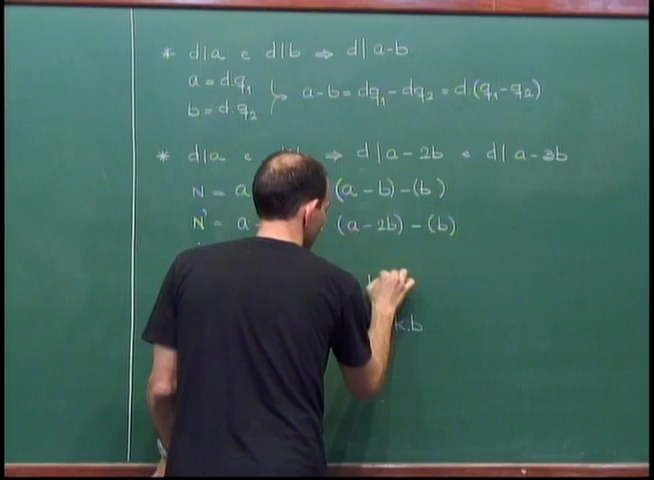 * d|a e d|b ⇒ d|a-b
a = d.q₁
b = d.q₂
a-b = dq₁ - dq₂ = d.(q₁-q₂)
* d|a e d|b ⇒ d|a-2b e d|a-3b
N = a (a-b)-(b)
N' = a - (a-2b)-(b)
k.b